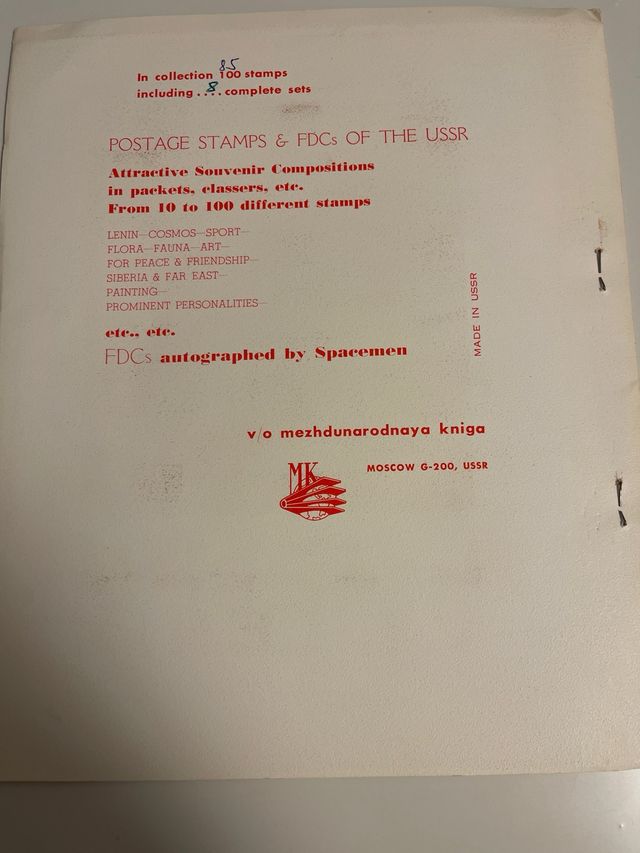 85
In collection 100 stamps
including .. 8.. complete sets
POSTAGE STAMPS & FDCs OF THE USSR
Attractive Souvenir Compositions
in packets, classers, etc.
From 10 to 100 different stamps
LENIN—COSMOS—SPORT—
FLORA—FAUNA—ART—
FOR PEACE & FRIENDSHIP—
SIBERIA & FAR EAST—
PAINTING—
PROMINENT PERSONALITIES—
etc., etc.
FDCs autographed by Spacemen
MADE IN USSR
v/o mezhdunarodnaya kniga
MK
MOSCOW G-200, USSR